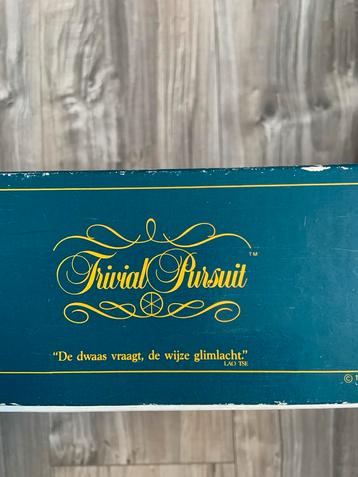 Trivial Pursuit™
"De dwaas vraagt, de wijze glimlacht."
LAO TSE
©